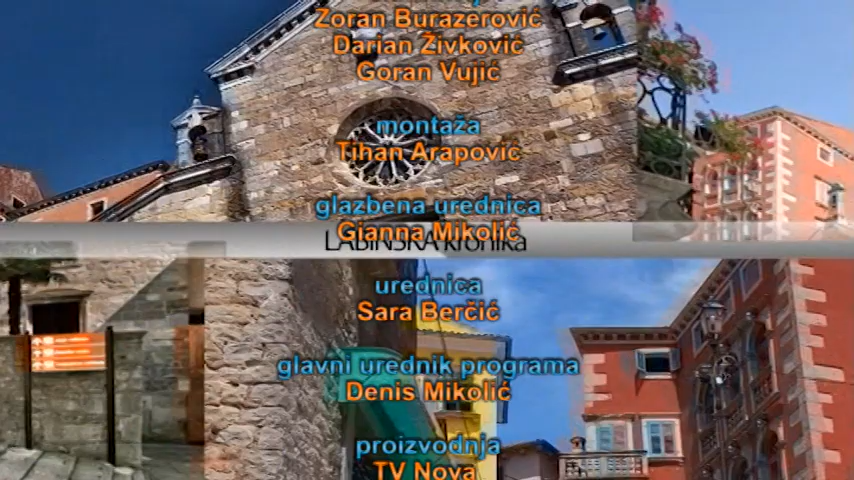 Zoran Burazerović
Darian Živković
Goran Vujić
montaža
Tihan Arapović
glazbena urednica
Gianna Mikolić
LABINSKA kronika
urednica
Sara Berčić
glavni urednik programa
Denis Mikolić
proizvodnja
TV Nova